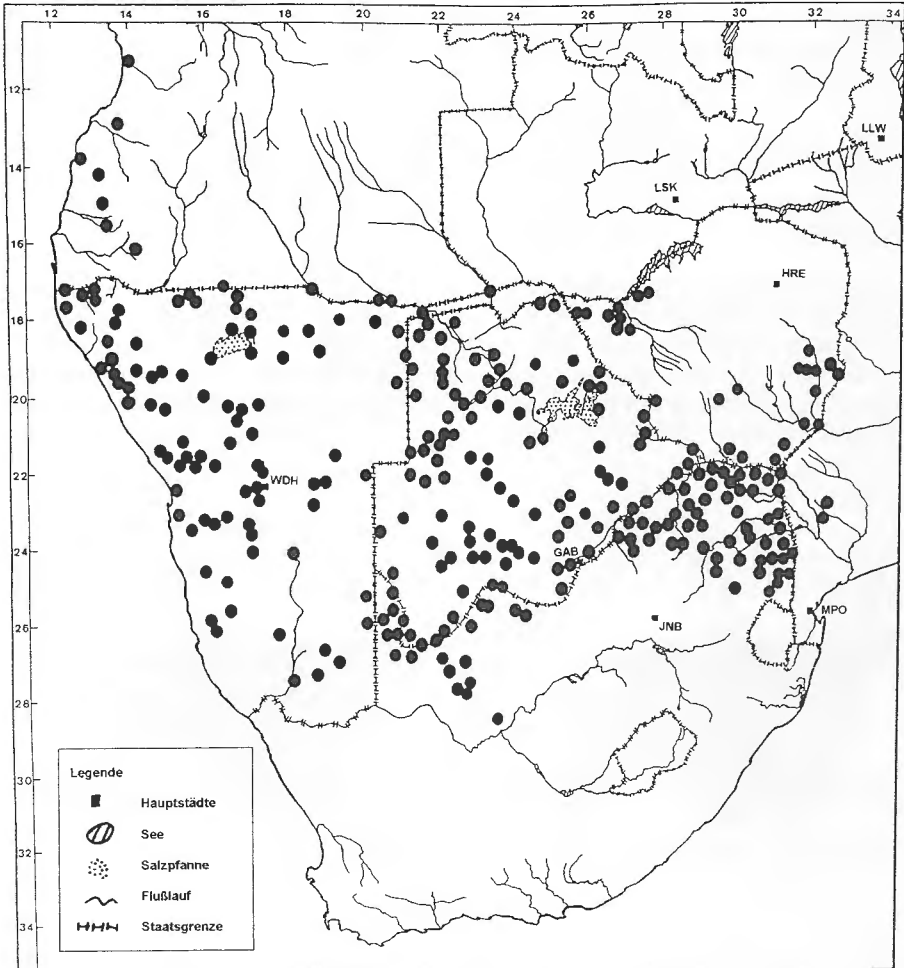 12 14 16 18 20 22 24 26 28 30 32 34
12
14
16
18
20
22
24
26
28
30
32
34
LLW
LSK
HRE
WDH
GAB
MPO
JNB
Legende
Hauptstädte
See
Salzpfanne
Flußlauf
Staatsgrenze